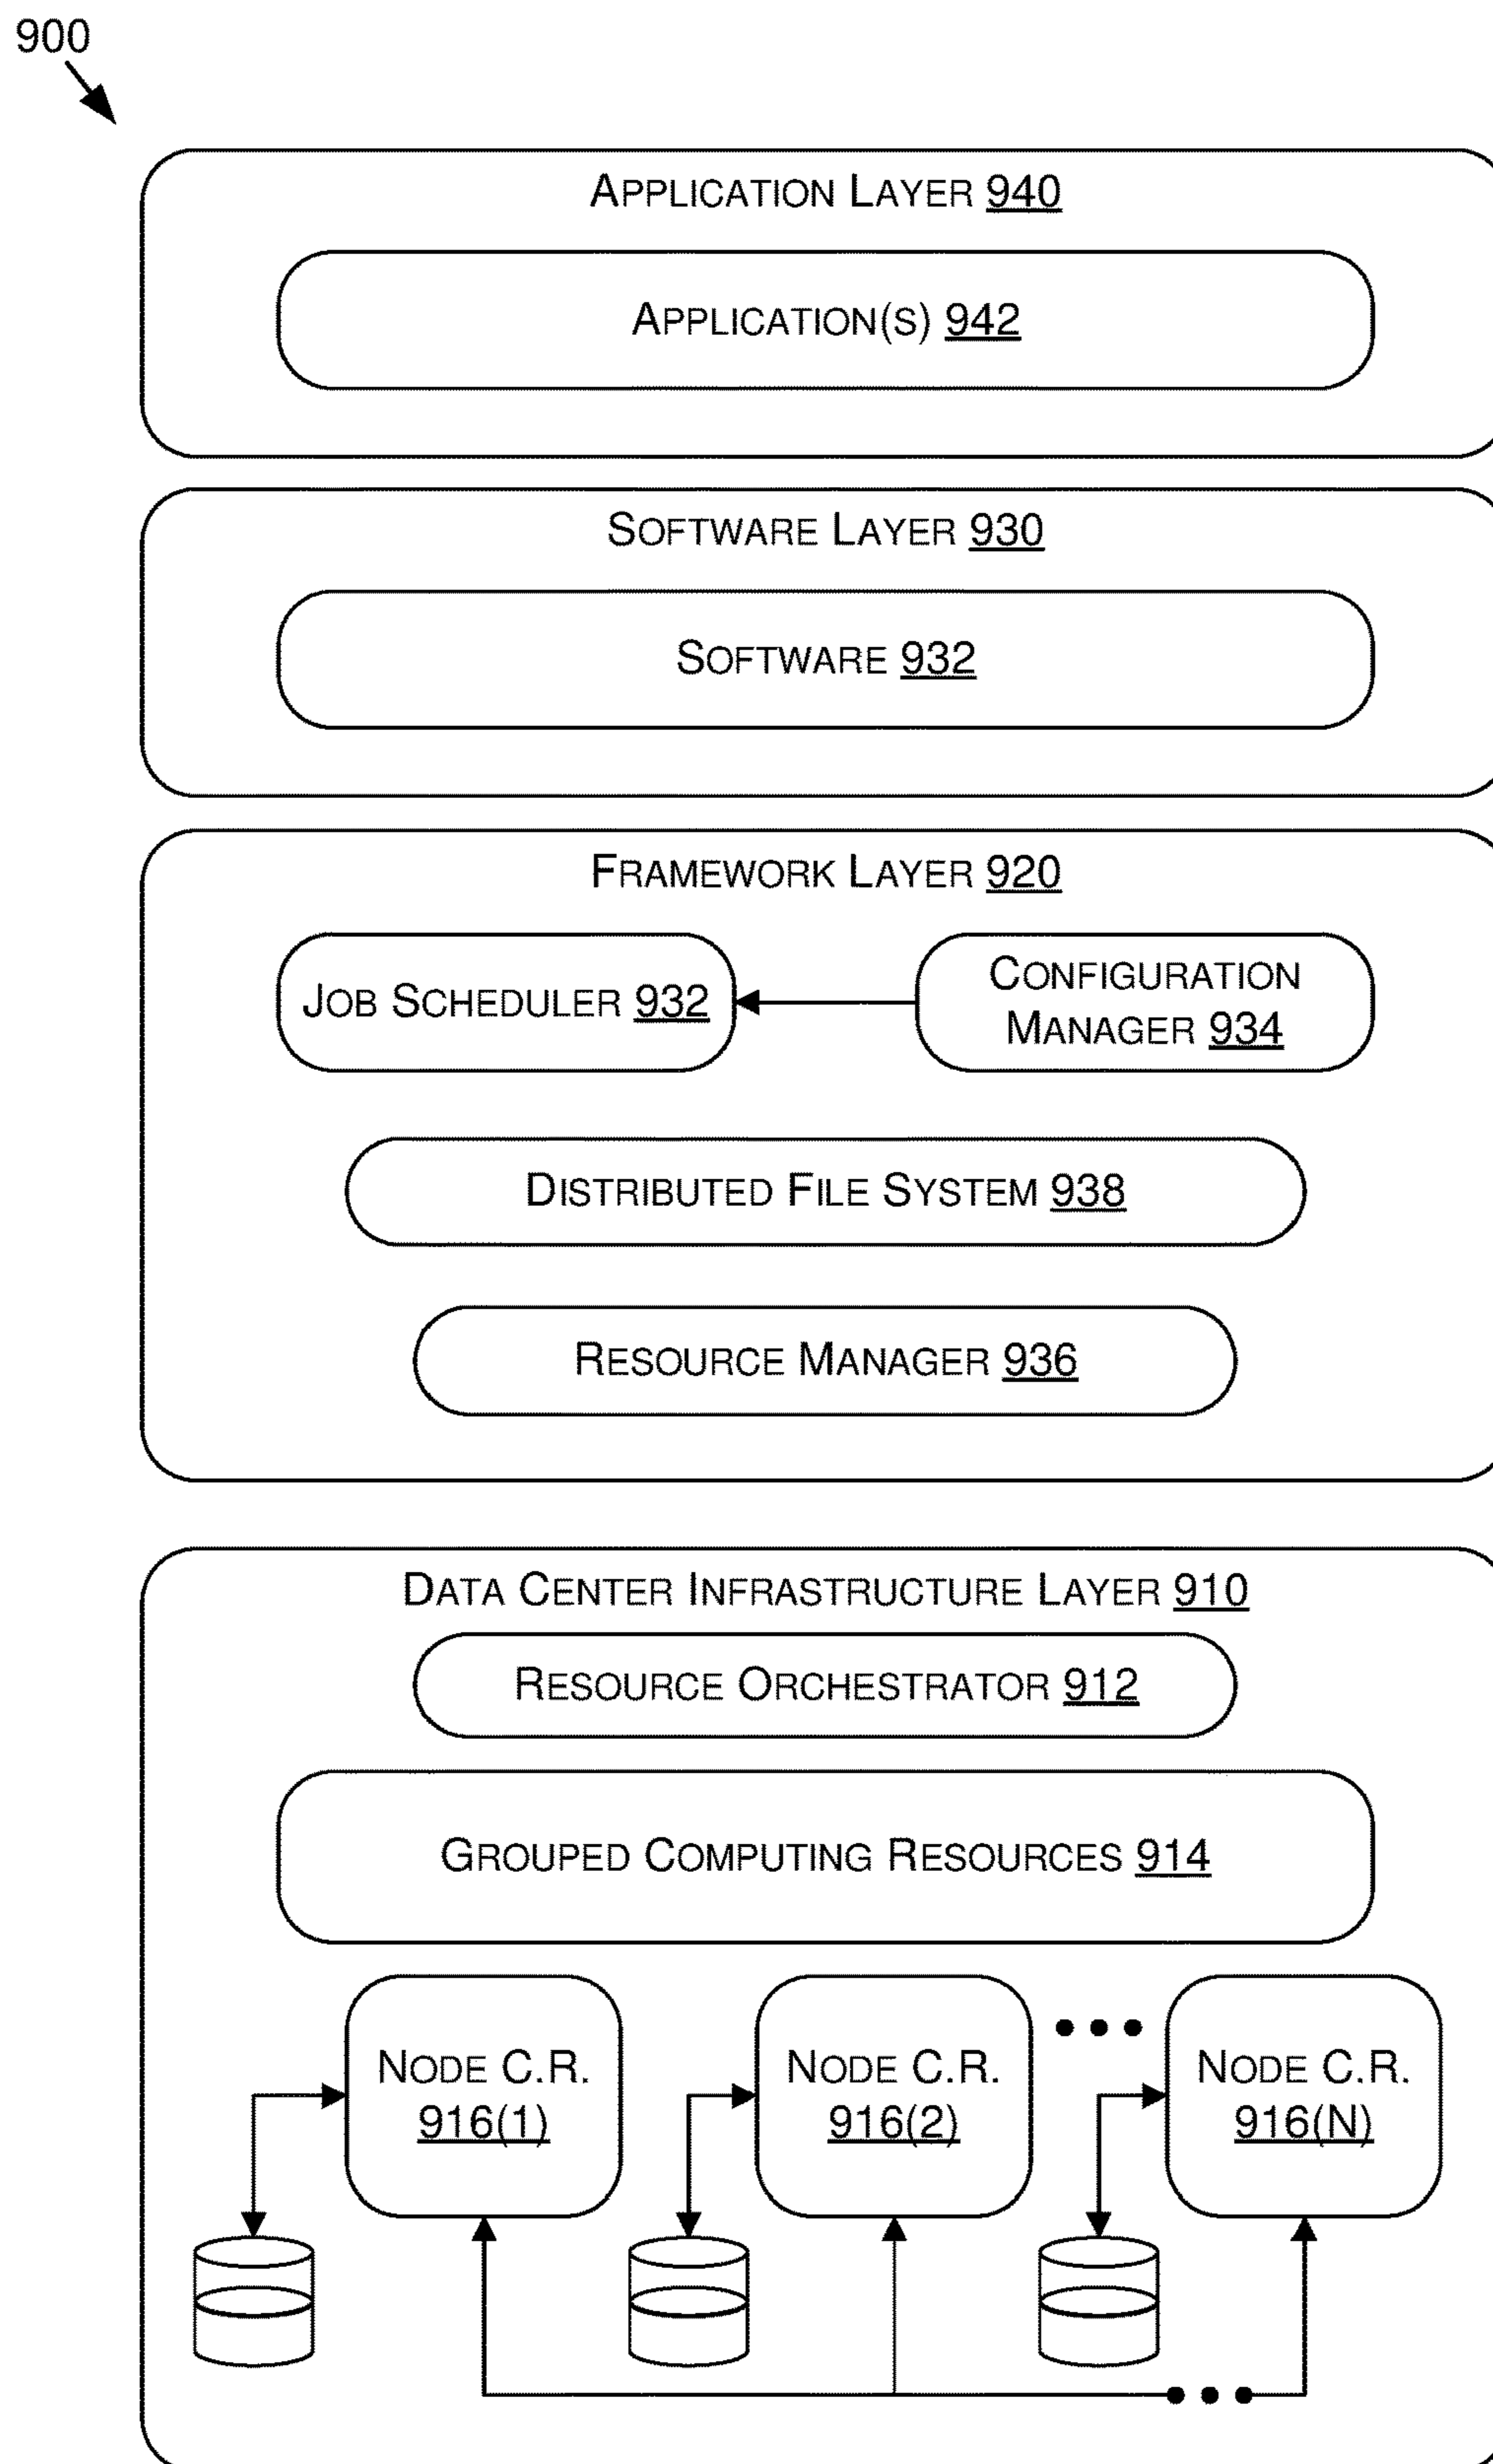 900
APPLICATION LAYER 940
APPLICATION(S) 942
SOFTWARE LAYER 930
SOFTWARE 932
FRAMEWORK LAYER 920
JOB SCHEDULER 932
CONFIGURATION
MANAGER 934
DISTRIBUTED FILE SYSTEM 938
RESOURCE MANAGER 936
DATA CENTER INFRASTRUCTURE LAYER 910
RESOURCE ORCHESTRATOR 912
GROUPED COMPUTING RESOURCES 914
NODE C.R.
916(1)
NODE C.R.
916(2)
NODE C.R.
916(N)